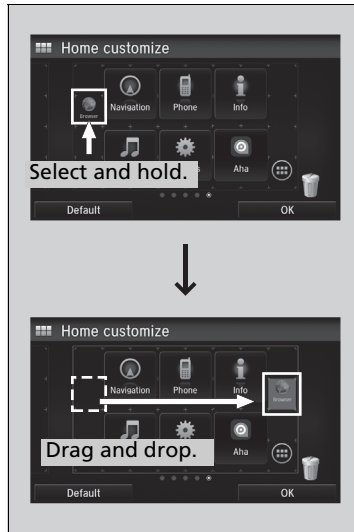 Home customize
Browser
Navigation
Phone
Info
Select and hold.
s
Aha
Default
OK
Home customize
Navigation
Phone
Info
Browser
Drag and drop.
Aha
Default
OK